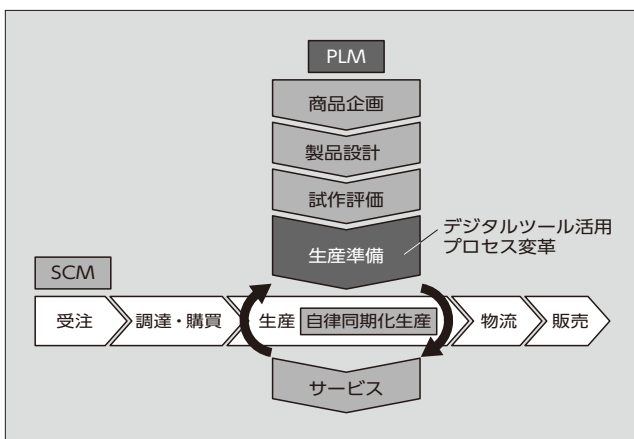 PLM
商品企画
製品設計
試作評価
生産準備
デジタルツール活用
プロセス変革
SCM
受注
調達・購買
生産
自律同期化生産
物流
販売
サービス